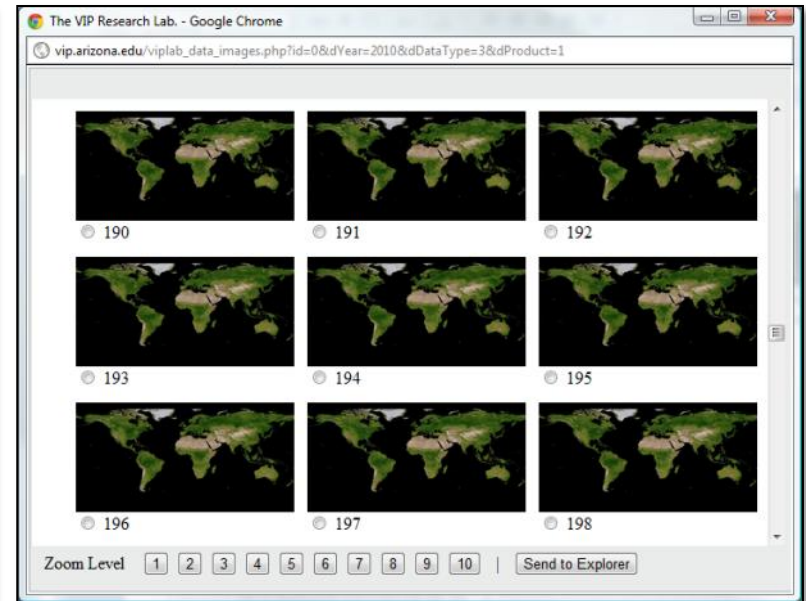 The VIP Research Lab. - Google Chrome
vip.arizona.edu/viplab_data_images.php?id=0&dYear=2010&dDataType=3&dProduct=1
190 191 192
193 194 195
196 197 198
Zoom Level 1 2 3 4 5 6 7 8 9 10 | Send to Explorer